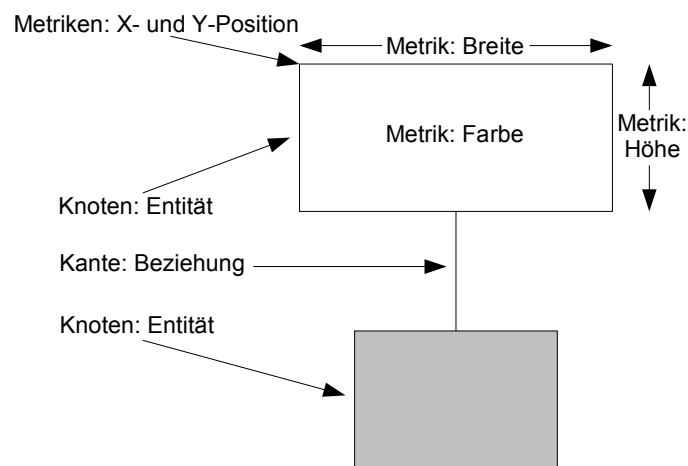 Metriken: X- und Y-Position
Metrik: Breite
Metrik: Farbe
Metrik:
Höhe
Knoten: Entität
Kante: Beziehung
Knoten: Entität